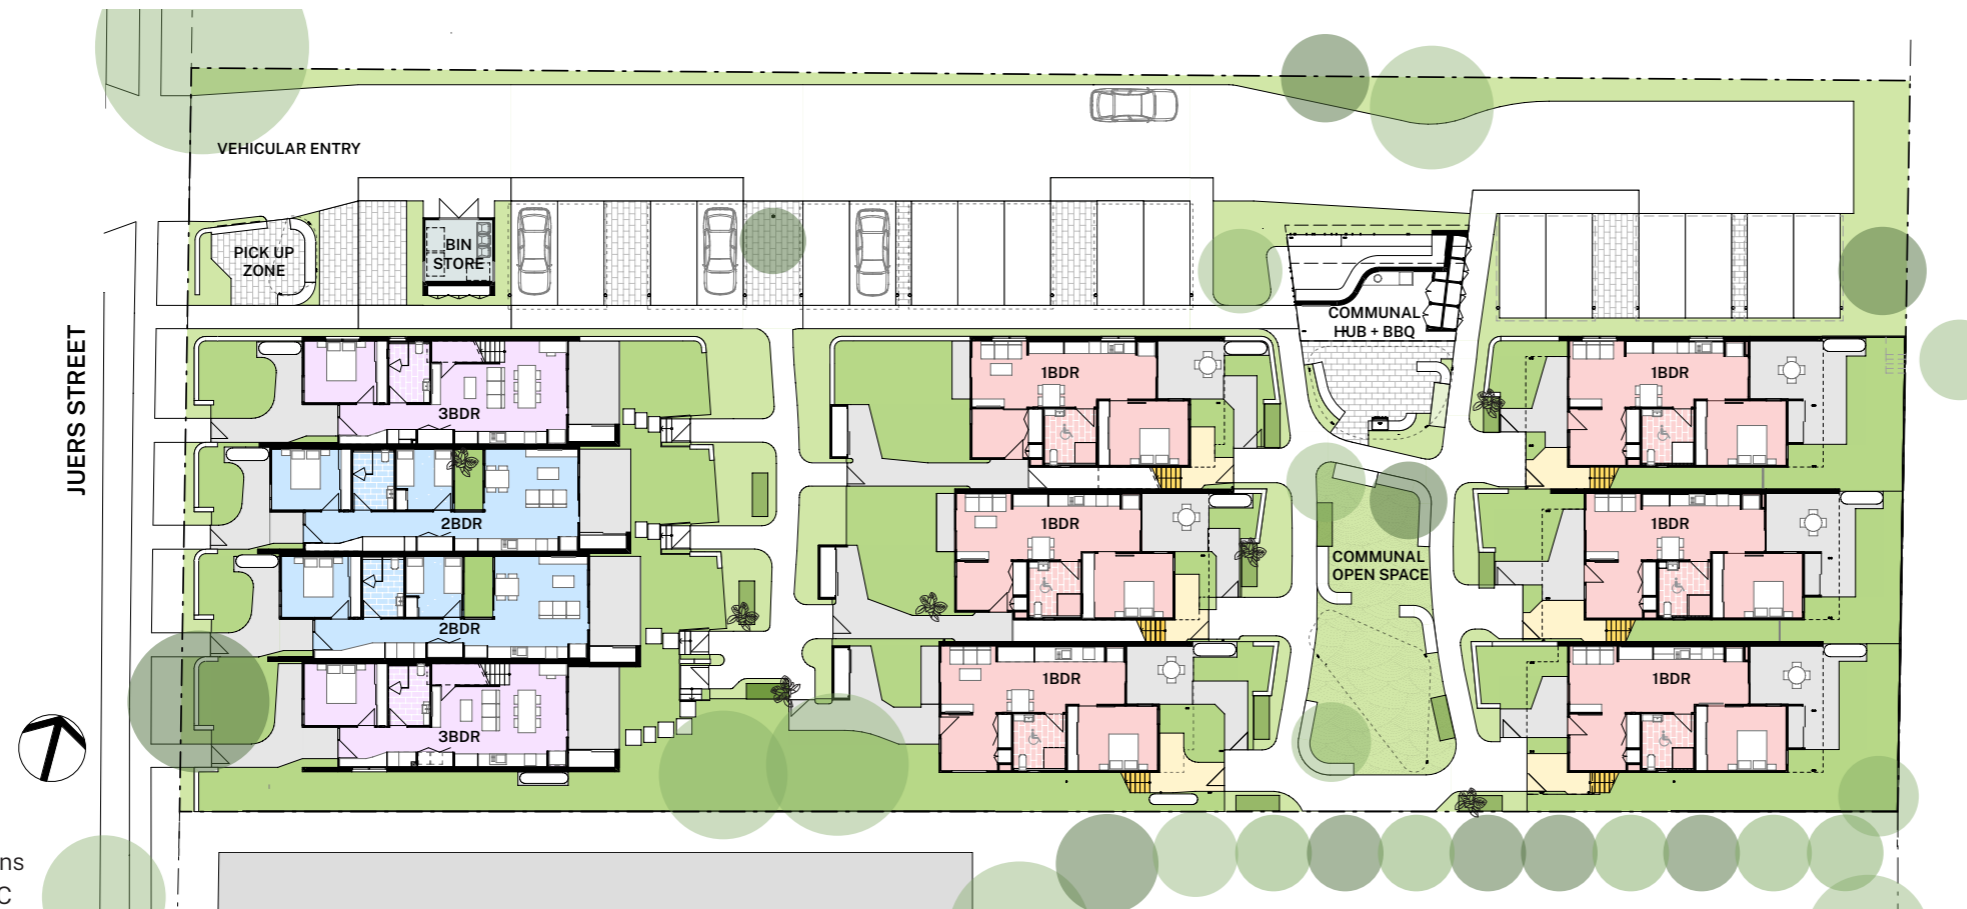 VEHICULAR ENTRY
PICK UP
ZONE
BIN
STORE
COMMUNAL
HUB + BBQ
JUERS STREET
3BDR
1BDR
1BDR
2BDR
1BDR
1BDR
COMMUNAL
OPEN SPACE
2BDR
1BDR
1BDR
3BDR
ns
C